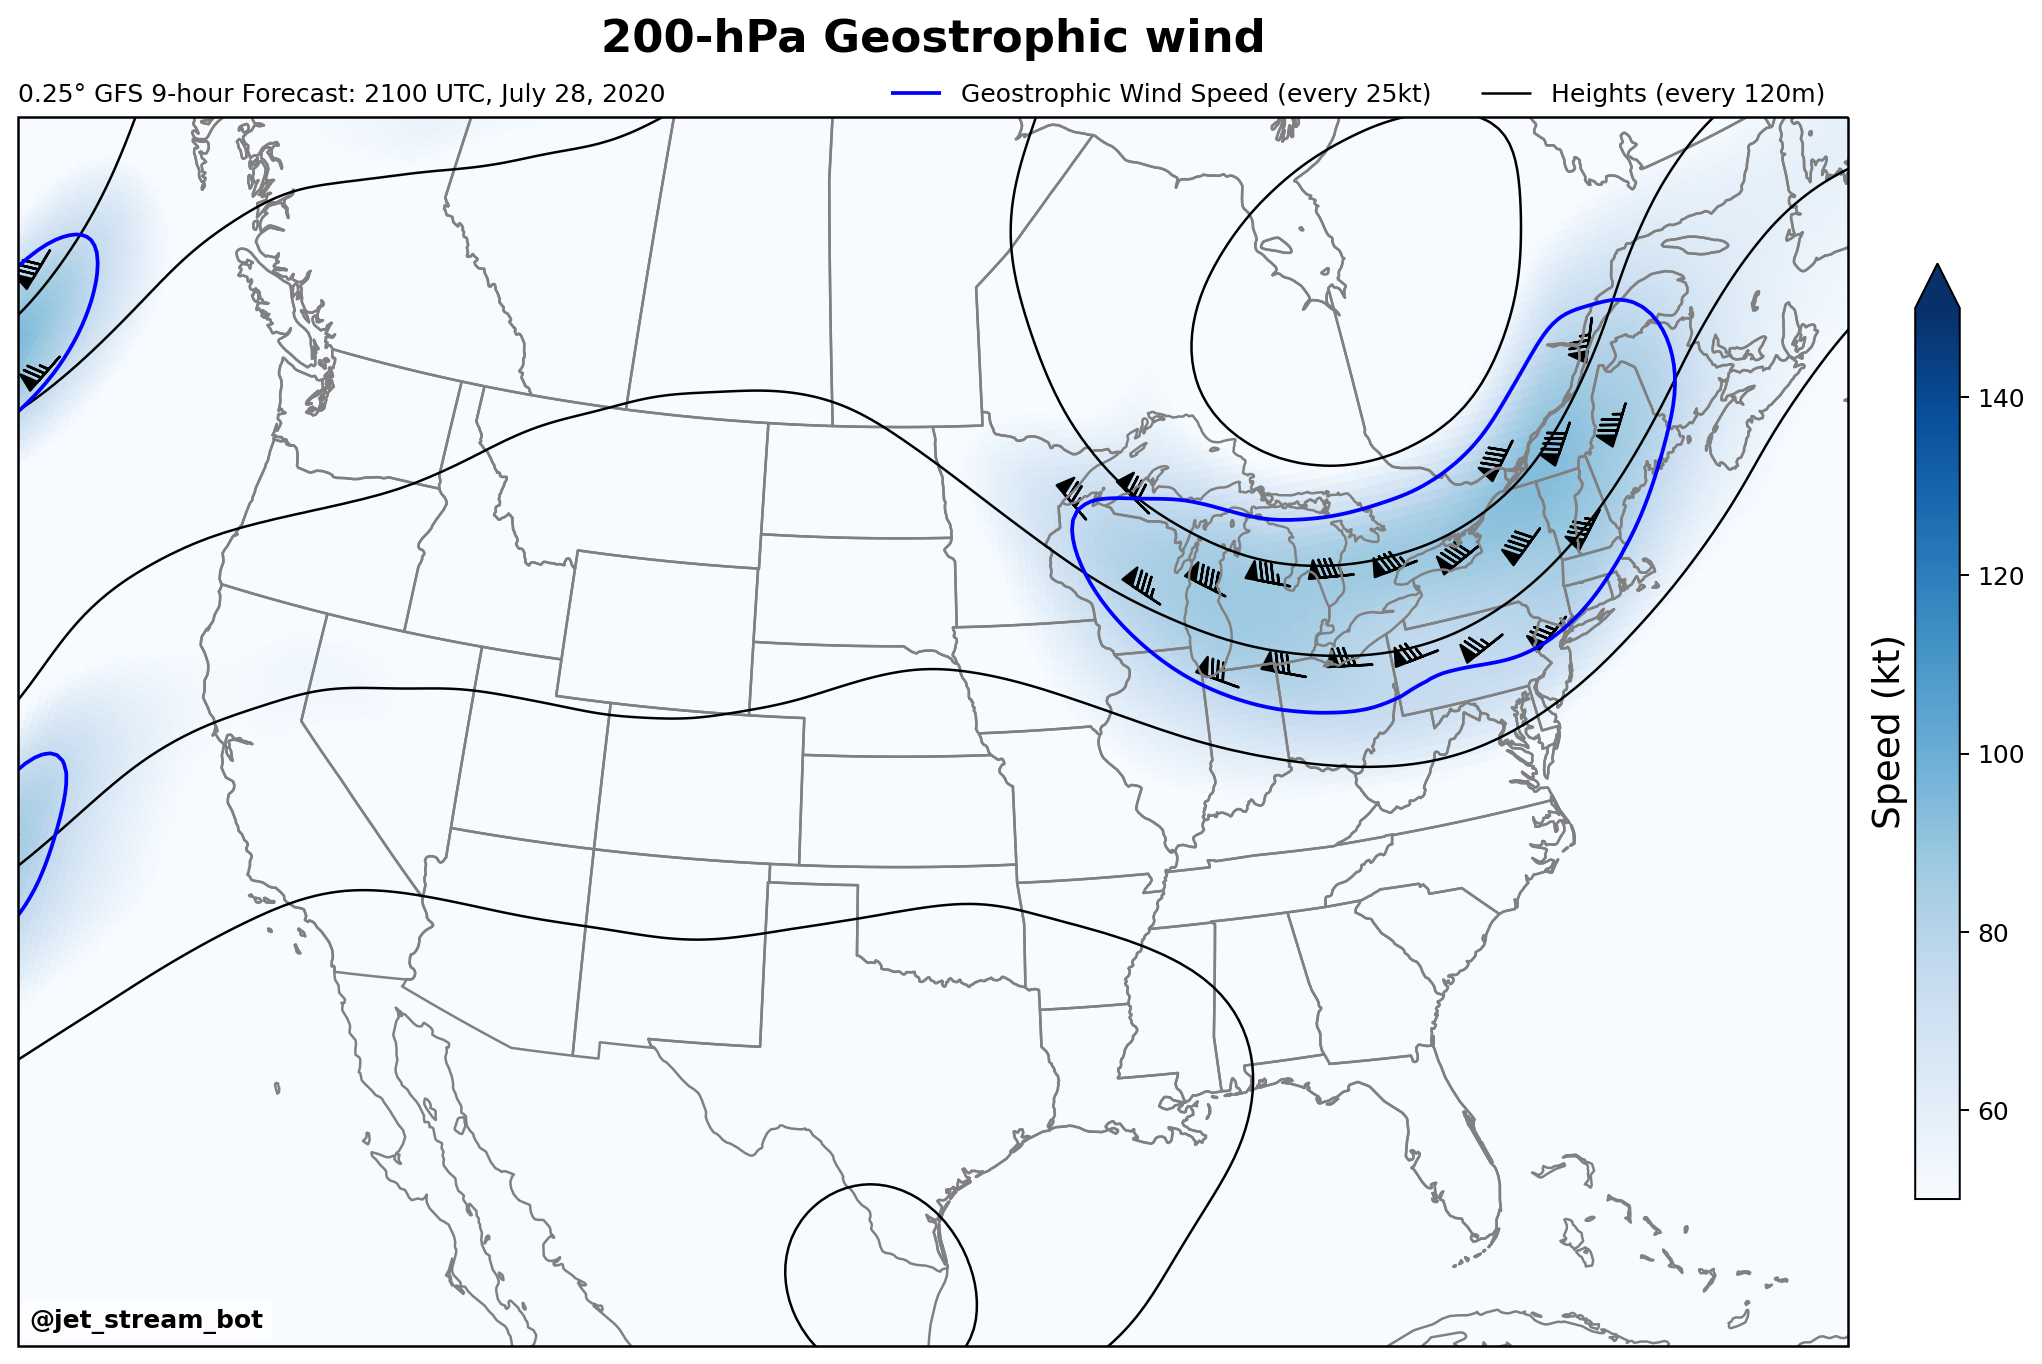 200-hPa Geostrophic wind
0.25° GFS 9-hour Forecast: 2100 UTC, July 28, 2020
Geostrophic Wind Speed (every 25kt)
Heights (every 120m)
140
120
100
80
60
Speed (kt)
@jet_stream_bot